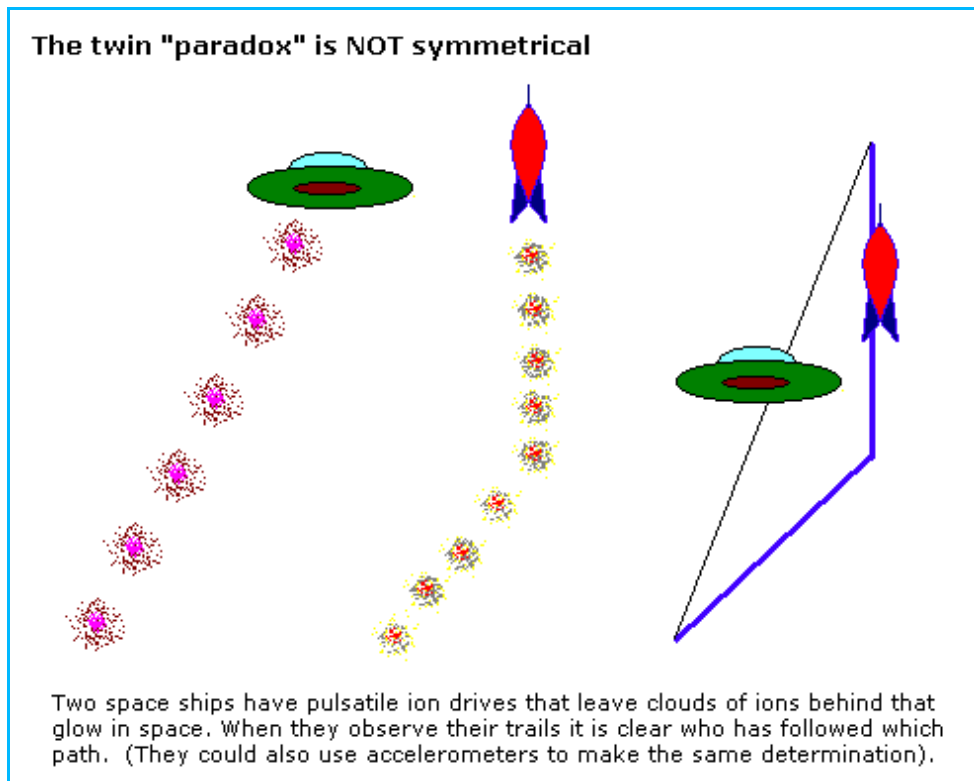 The twin "paradox" is NOT symmetrical
Two space ships have pulsatile ion drives that leave clouds of ions behind that
glow in space. When they observe their trails it is clear who has followed which
path. (They could also use accelerometers to make the same determination).